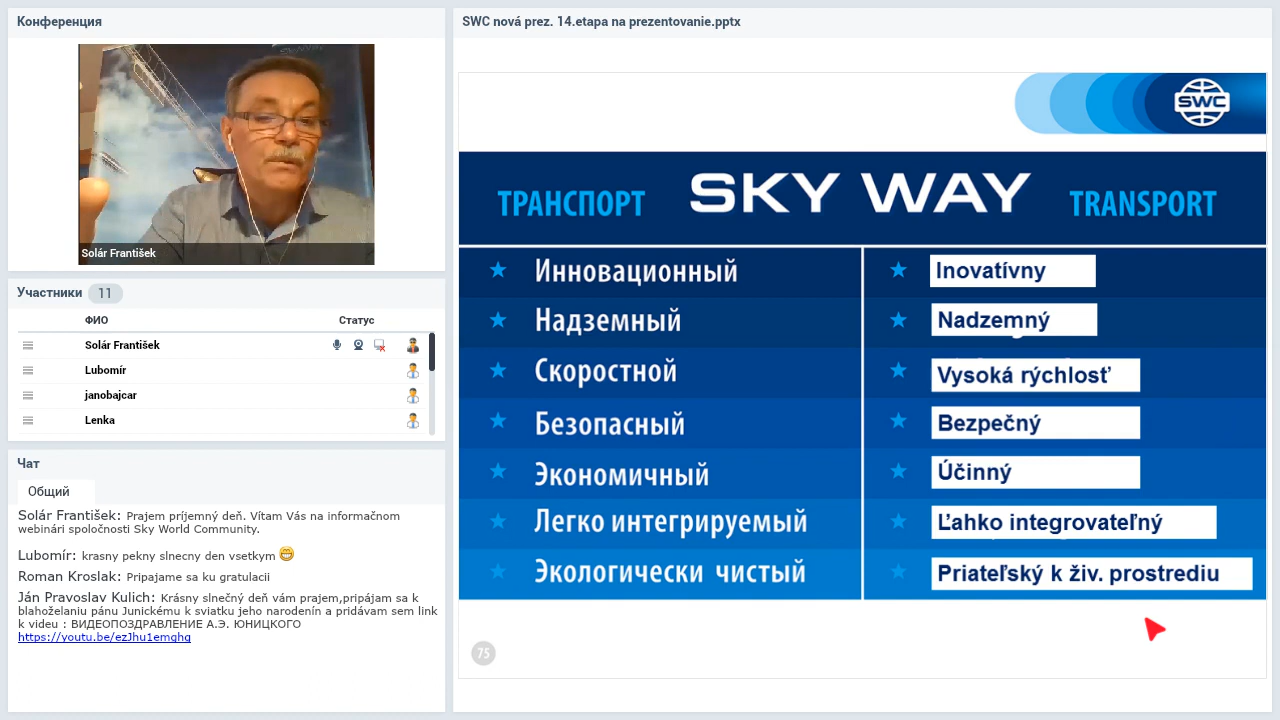 Конференция
Solár František
Участники 11
ФИО Статус
Solár František
Lubomír
janobajcar
Lenka
Чат
Общий
Solár František: Prajem príjemný deň. Vítam Vás na informačnom
webinári spoločnosti Sky World Community.
Lubomír: krasny pekny slnecny den vsetkym
Roman Kroslak: Pripajame sa ku gratulacii
Ján Pravoslav Kulich: Krásny slnečný deň vám prajem,pripájam sa k
blahoželaniu pánu Junickému k sviatku jeho narodenín a pridávam sem link
k videu : ВИДЕОПОЗДРАВЛЕНИЕ А.Э. ЮНИЦКОГО
https://youtu.be/ezJhu1emghg
SWC nová prez. 14.etapa na prezentovanie.pptx
SWC
ТРАНСПОРТ SKY WAY TRANSPORT
Инновационный Inovatívny
Надземный Nadzemný
Скоростной Vysoká rýchlosť
Безопасный Bezpečný
Экономичный Účinný
Легко интегрируемый Ľahko integrovateľný
Экологически чистый Priateľský k živ. prostrediu
75